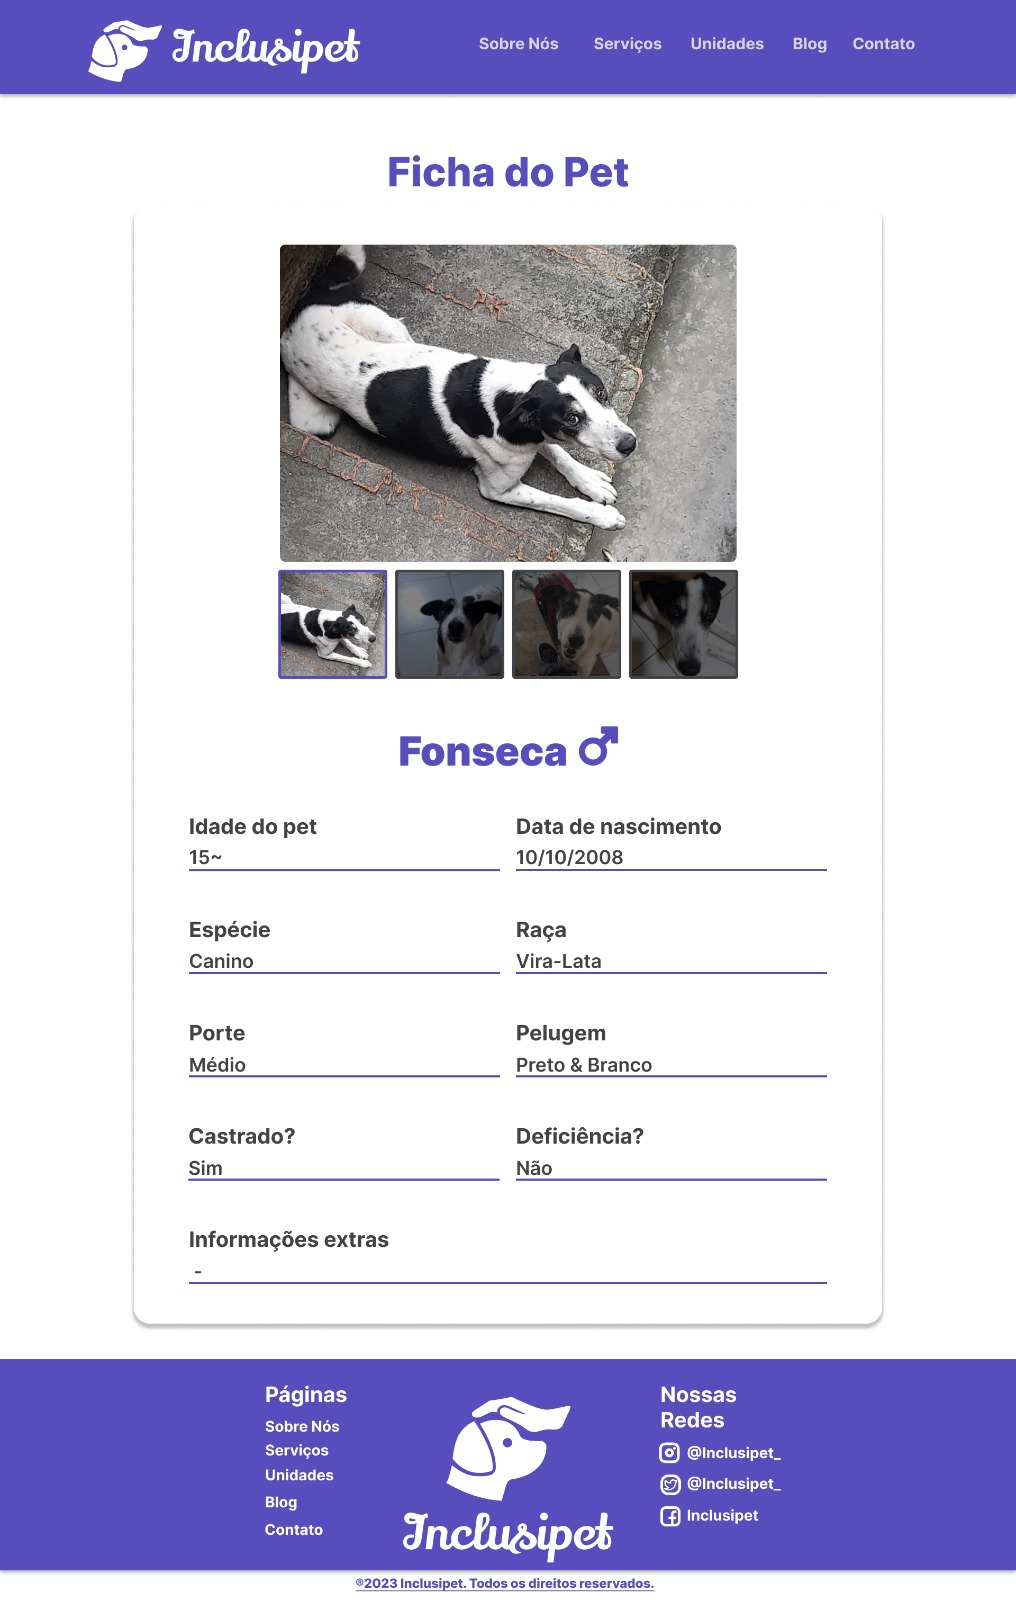 Inclusipet
Sobre Nós Serviços Unidades Blog Contato
Ficha do Pet
Fonseca
Idade do pet
15~
Data de nascimento
10/10/2008
Espécie
Canino
Raça
Vira-Lata
Porte
Médio
Pelugem
Preto & Branco
Castrado?
Sim
Deficiência?
Não
Informações extras
-
Páginas
Sobre Nós
Serviços
Unidades
Blog
Contato
Inclusipet
Nossas
Redes
@Inclusipet_
@Inclusipet_
Inclusipet
©2023 Inclusipet. Todos os direitos reservados.